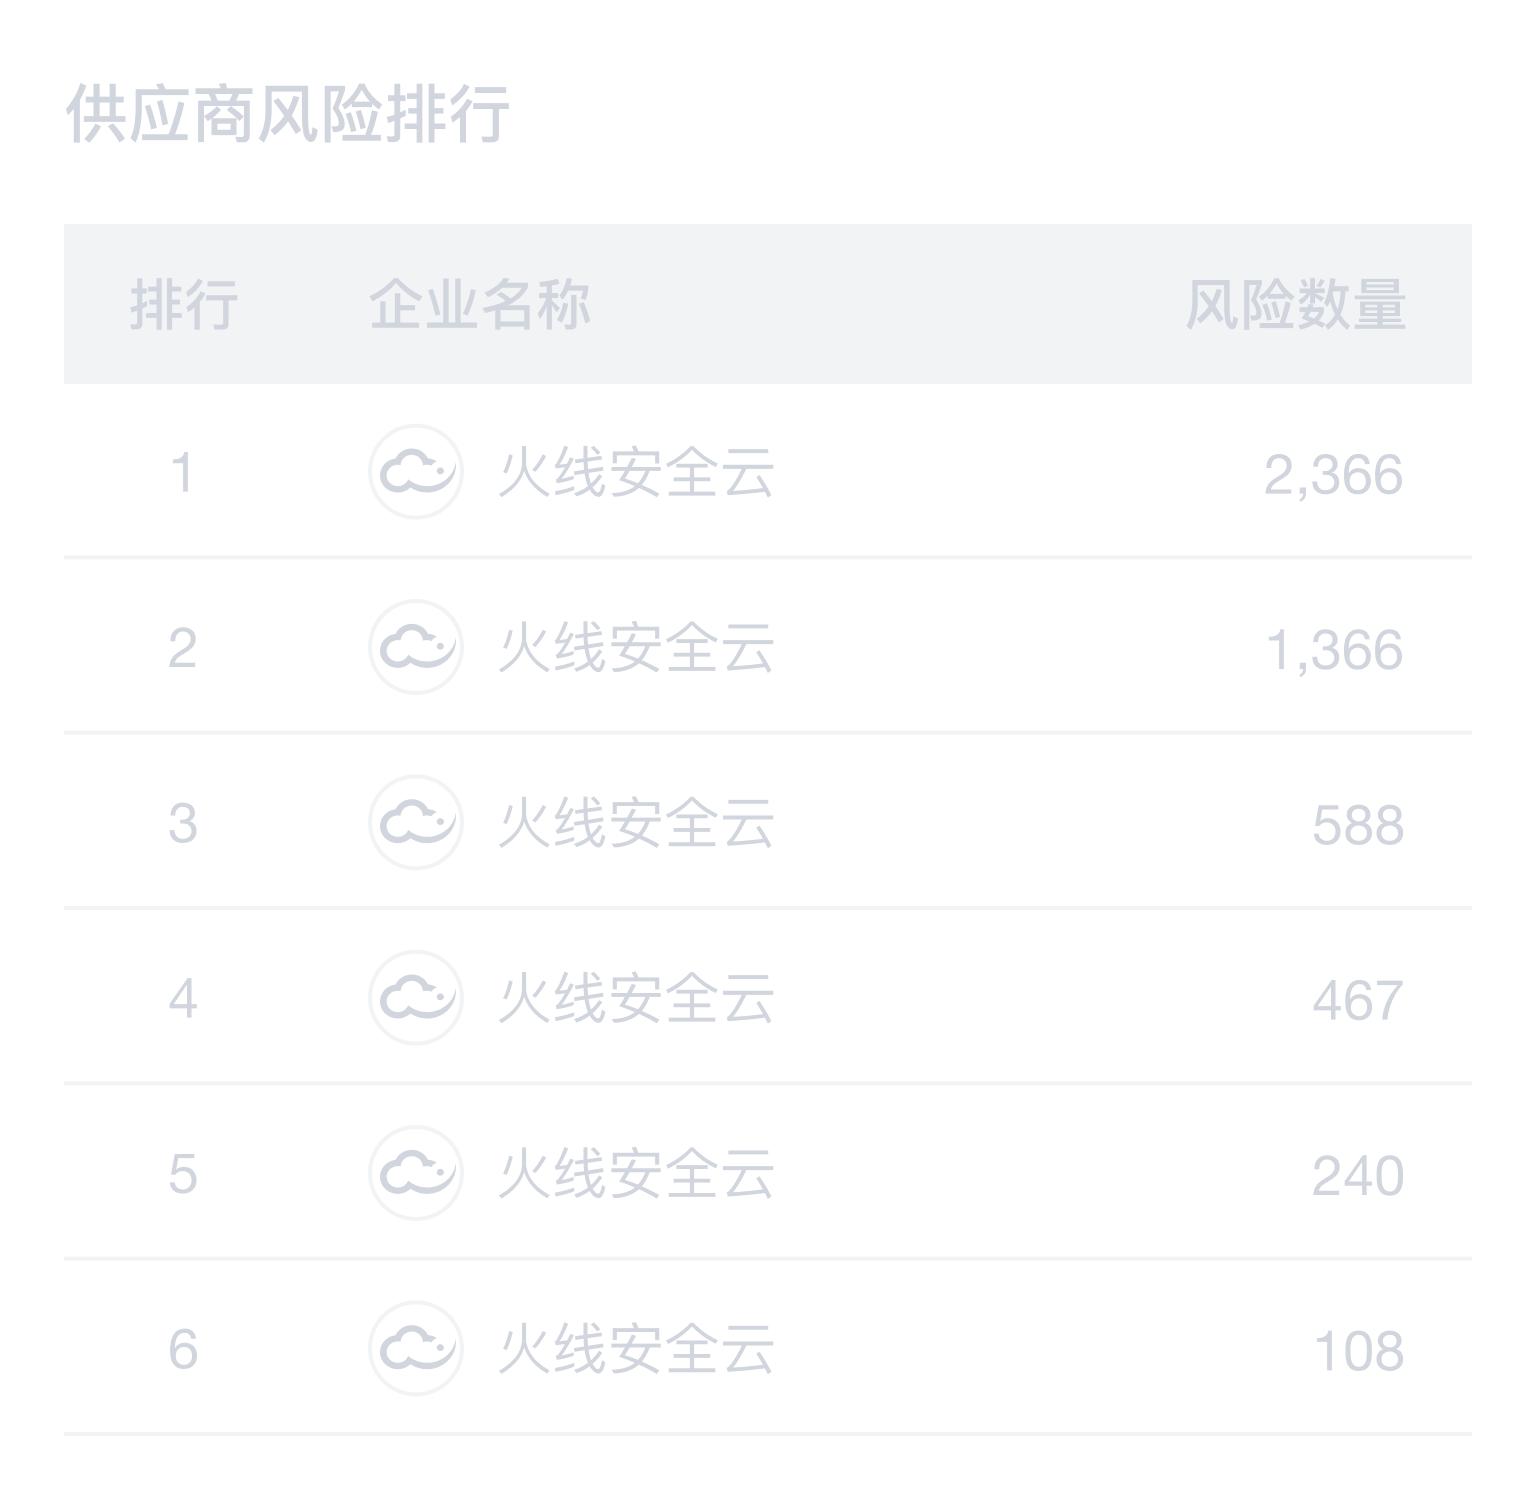 供应商风险排行
排行 企业名称 风险数量
1 火线安全云 2,366
2 火线安全云 1,366
3 火线安全云 588
4 火线安全云 467
5 火线安全云 240
6 火线安全云 108